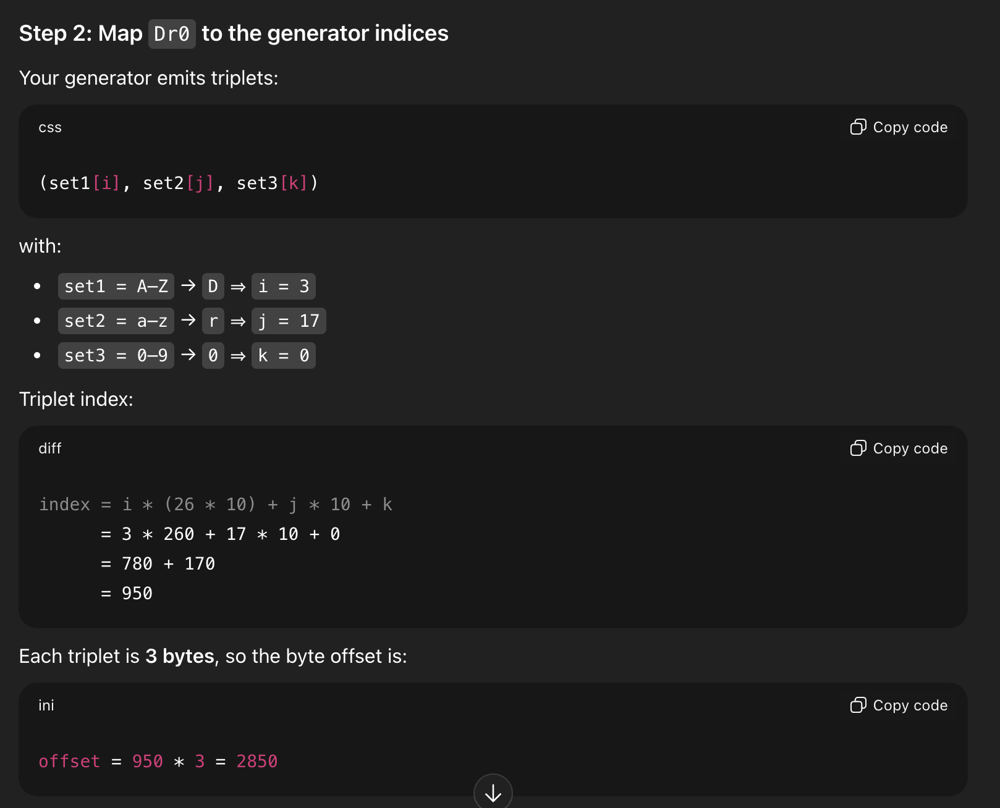 Step 2: Map Dr0 to the generator indices
Your generator emits triplets:
css
Copy code
(set1[i], set2[j], set3[k])
with:
• set1 = A–Z → D ⇒ i = 3
• set2 = a–z → r ⇒ j = 17
• set3 = 0–9 → 0 ⇒ k = 0
Triplet index:
diff
Copy code
index = i * (26 * 10) + j * 10 + k
= 3 * 260 + 17 * 10 + 0
= 780 + 170
= 950
Each triplet is 3 bytes, so the byte offset is:
ini
Copy code
offset = 950 * 3 = 2850